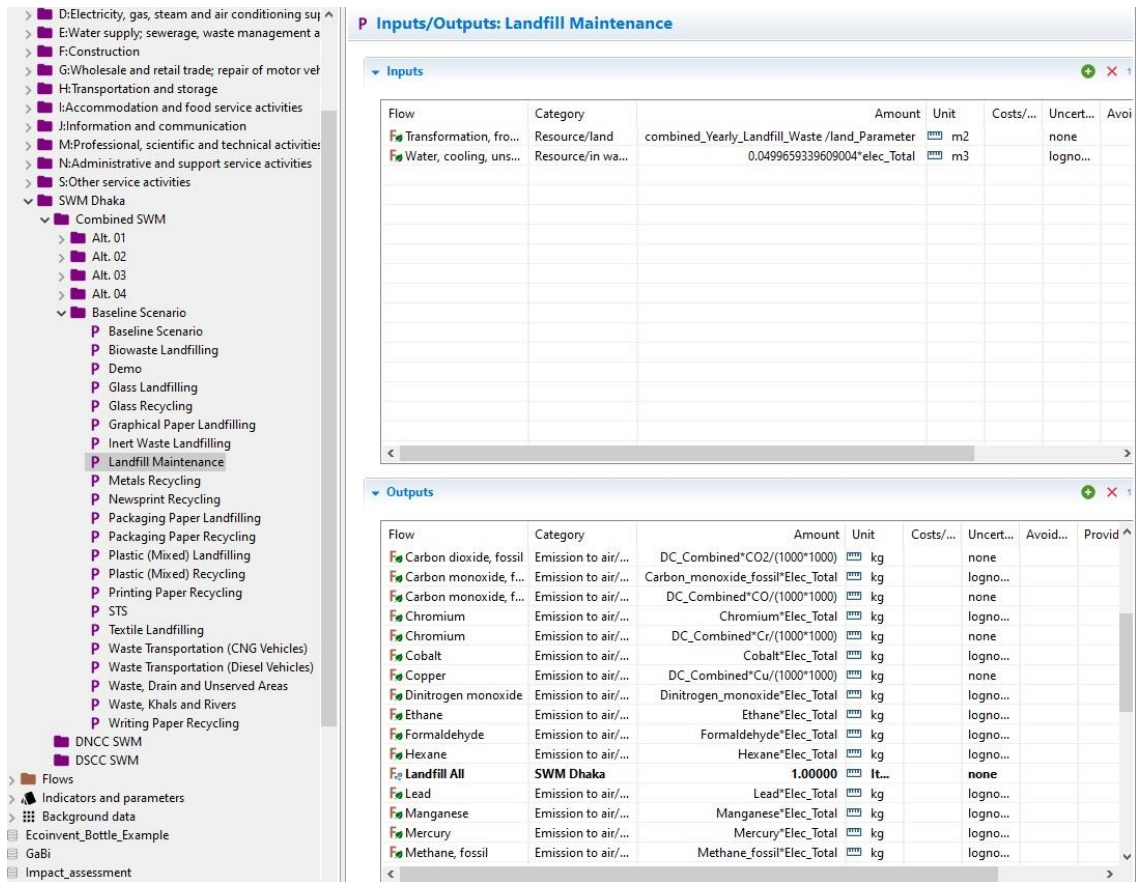 D:Electricity, gas, steam and air conditioning sup
E:Water supply; sewerage, waste management a
F:Construction
G:Wholesale and retail trade; repair of motor veh
H:Transportation and storage
I:Accommodation and food service activities
J:Information and communication
M:Professional, scientific and technical activities
N:Administrative and support service activities
S:Other service activities
SWM Dhaka
Combined SWM
Alt. 01
Alt. 02
Alt. 03
Alt. 04
Baseline Scenario
P Baseline Scenario
P Biowaste Landfilling
P Demo
P Glass Landfilling
P Glass Recycling
P Graphical Paper Landfilling
P Inert Waste Landfilling
P Landfill Maintenance
P Metals Recycling
P Newsprint Recycling
P Packaging Paper Landfilling
P Packaging Paper Recycling
P Plastic (Mixed) Landfilling
P Plastic (Mixed) Recycling
P Printing Paper Recycling
P STS
P Textile Landfilling
P Waste Transportation (CNG Vehicles)
P Waste Transportation (Diesel Vehicles)
P Waste, Drain and Unserved Areas
P Waste, Khals and Rivers
P Writing Paper Recycling
DNCC SWM
DSCC SWM
Flows
Indicators and parameters
Background data
Ecoinvent_Bottle_Example
GaBi
Impact_assessment
P Inputs/Outputs: Landfill Maintenance
Inputs
Flow Category Amount Unit Costs/... Uncert... Avoi
Transformation, fro... Resource/land combined_Yearly_Landfill_Waste /land_Parameter m2 none
Water, cooling, uns... Resource/in wa... 0.0499659339609004*elec_Total m3 logno...
Outputs
Flow Category Amount Unit Costs/... Uncert... Avoid... Provid
Carbon dioxide, fossil Emission to air/... DC_Combined*CO2/(1000*1000) kg none
Carbon monoxide, f... Emission to air/... Carbon_monoxide_fossil*Elec_Total kg logno...
Carbon monoxide, f... Emission to air/... DC_Combined*CO/(1000*1000) kg none
Chromium Emission to air/... Chromium*Elec_Total kg logno...
Chromium Emission to air/... DC_Combined*Cr/(1000*1000) kg none
Cobalt Emission to air/... Cobalt*Elec_Total kg logno...
Copper Emission to air/... DC_Combined*Cu/(1000*1000) kg none
Dinitrogen monoxide Emission to air/... Dinitrogen_monoxide*Elec_Total kg logno...
Ethane Emission to air/... Ethane*Elec_Total kg logno...
Formaldehyde Emission to air/... Formaldehyde*Elec_Total kg logno...
Hexane Emission to air/... Hexane*Elec_Total kg logno...
Landfill All SWM Dhaka 1.00000 It... none
Lead Emission to air/... Lead*Elec_Total kg logno...
Manganese Emission to air/... Manganese*Elec_Total kg logno...
Mercury Emission to air/... Mercury*Elec_Total kg logno...
Methane, fossil Emission to air/... Methane_fossil*Elec_Total kg logno...